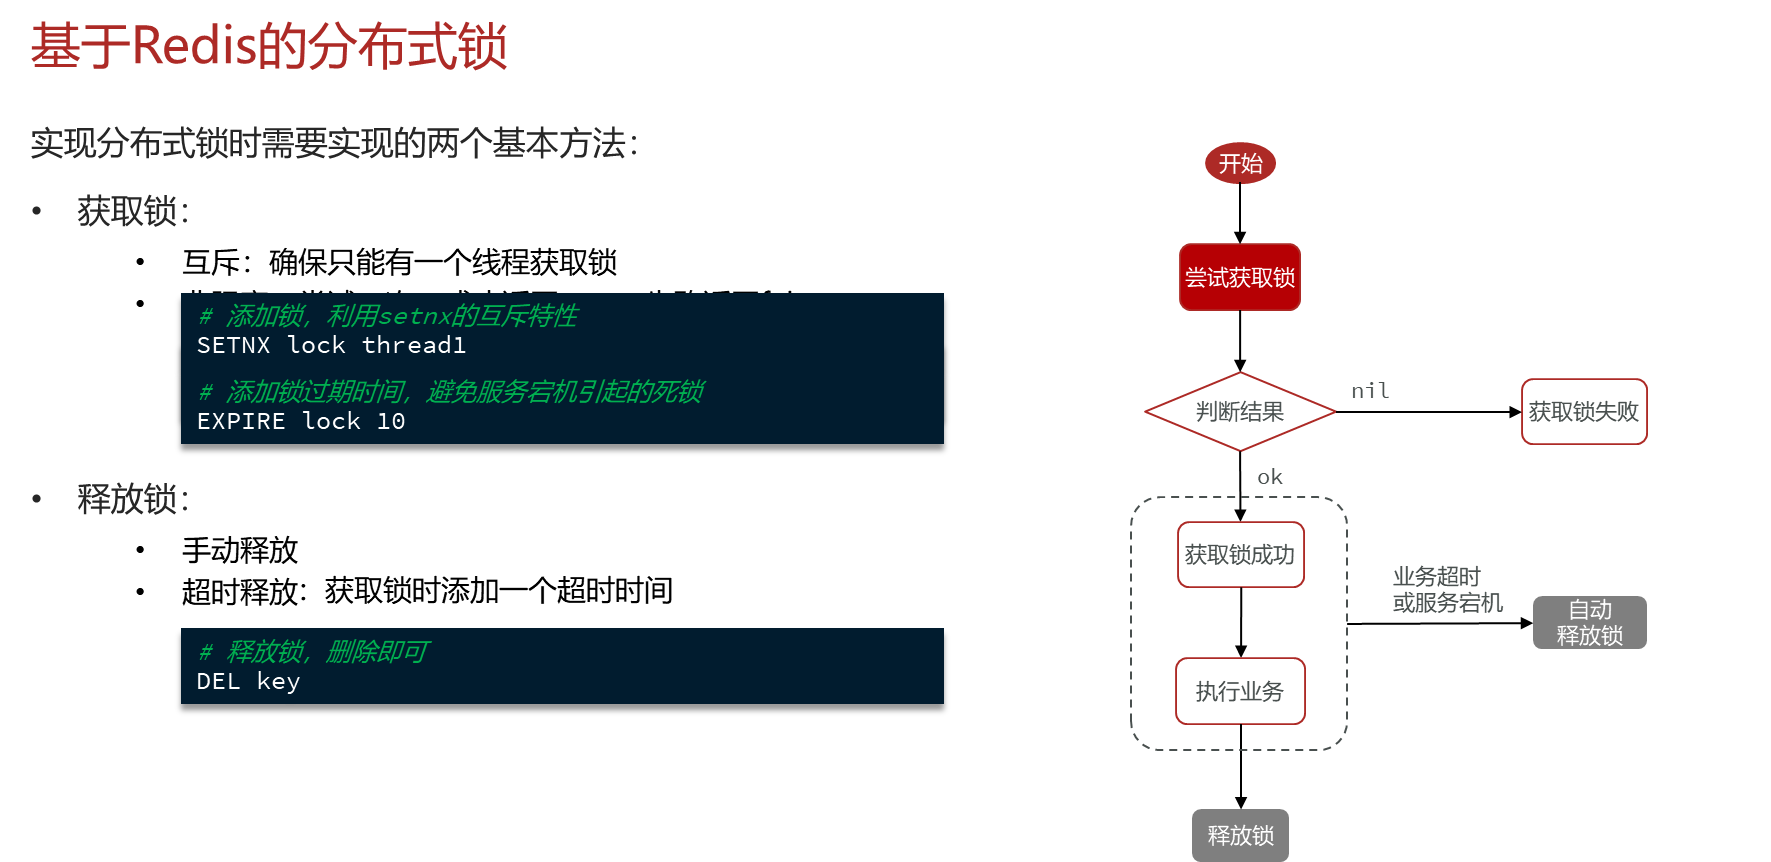 基于Redis的分布式锁
实现分布式锁时需要实现的两个基本方法：
• 获取锁：
• 互斥：确保只能有一个线程获取锁
•
# 添加锁，利用setnx的互斥特性
SETNX lock thread1
# 添加锁过期时间，避免服务宕机引起的死锁
EXPIRE lock 10
• 释放锁：
• 手动释放
• 超时释放：获取锁时添加一个超时时间
# 释放锁，删除即可
DEL key
开始
尝试获取锁
判断结果
nil
获取锁失败
ok
获取锁成功
业务超时
或服务宕机
自动
释放锁
执行业务
释放锁